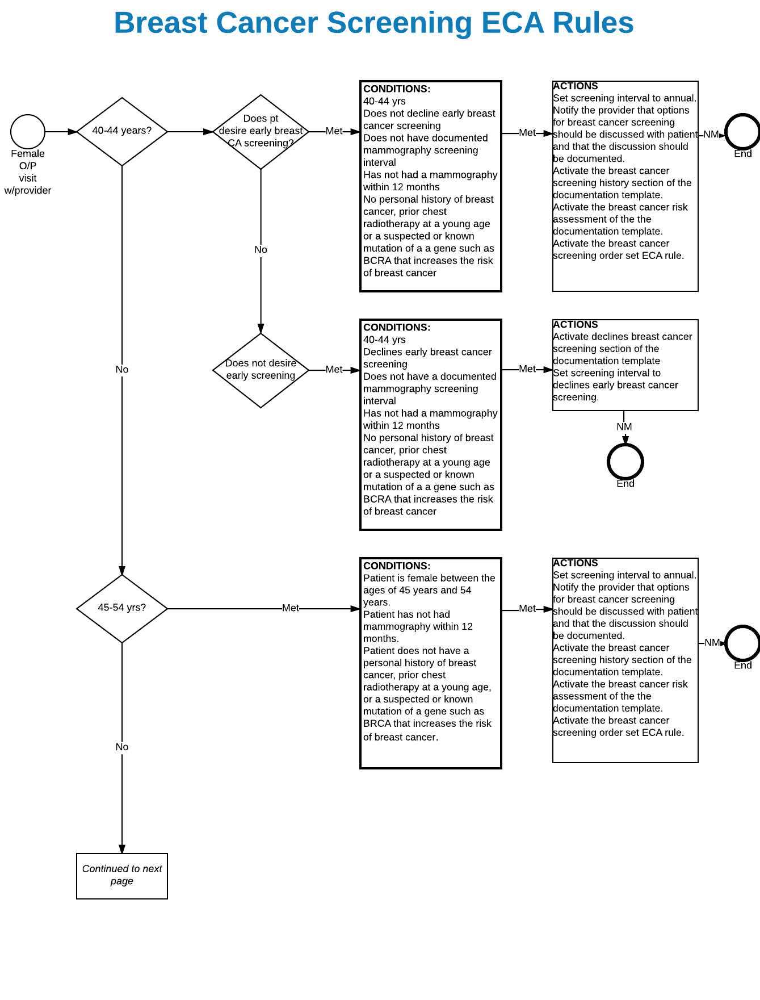 Breast Cancer Screening ECA Rules
Female
O/P
visit
w/provider
40-44 years?
Does pt
desire early breast
CA screening?
Met
CONDITIONS:
40-44 yrs
Does not decline early breast
cancer screening
Does not have documented
mammography screening
interval
Has not had a mammography
within 12 months
No personal history of breast
cancer, prior chest
radiotherapy at a young age
or a suspected or known
mutation of a a gene such as
BCRA that increases the risk
of breast cancer
Met
ACTIONS
Set screening interval to annual.
Notify the provider that options
for breast cancer screening
should be discussed with patient
and that the discussion should
be documented.
Activate the breast cancer
screening history section of the
documentation template.
Activate the breast cancer risk
assessment of the the
documentation template.
Activate the breast cancer
screening order set ECA rule.
NM
End
No
No
Does not desire
early screening
Met
CONDITIONS:
40-44 yrs
Declines early breast cancer
screening
Does not have a documented
mammography screening
interval
Has not had a mammography
within 12 months
No personal history of breast
cancer, prior chest
radiotherapy at a young age
or a suspected or known
mutation of a a gene such as
BCRA that increases the risk
of breast cancer
Met
ACTIONS
Activate declines breast cancer
screening section of the
documentation template
Set screening interval to
declines early breast cancer
screening.
NM
End
45-54 yrs?
Met
CONDITIONS:
Patient is female between the
ages of 45 years and 54
years.
Patient has not had
mammography within 12
months.
Patient does not have a
personal history of breast
cancer, prior chest
radiotherapy at a young age,
or a suspected or known
mutation of a gene such as
BRCA that increases the risk
of breast cancer.
Met
ACTIONS
Set screening interval to annual.
Notify the provider that options
for breast cancer screening
should be discussed with patient
and that the discussion should
be documented.
Activate the breast cancer
screening history section of the
documentation template.
Activate the breast cancer risk
assessment of the the
documentation template.
Activate the breast cancer
screening order set ECA rule.
NM
End
No
Continued to next
page